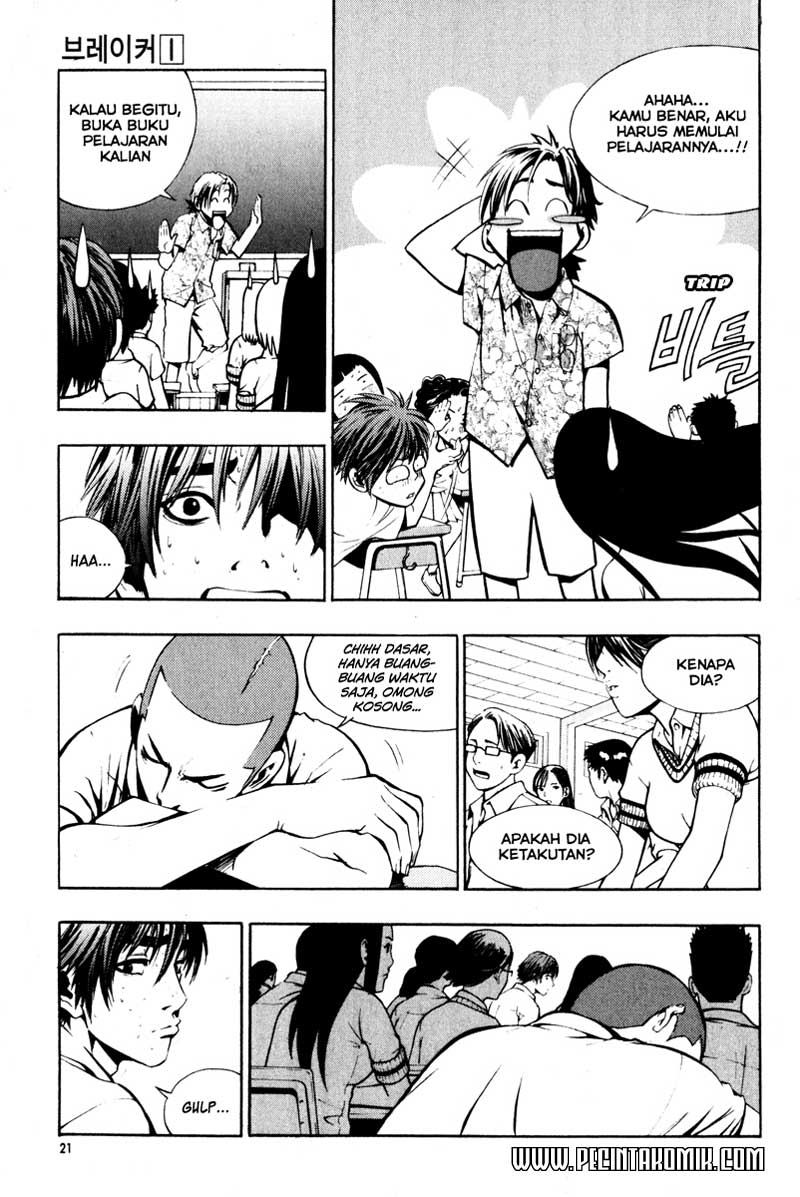 브레이커 1
AHAHA...
KAMU BENAR, AKU
HARUS MEMULAI
PELAJARANNYA...!!
TRIP
비틀
KALAU BEGITU,
BUKA BUKU
PELAJARAN
KALIAN
HAA...
CHIHH DASAR,
HANYA BUANG-
BUANG WAKTU
SAJA, OMONG
KOSONG...
KENAPA
DIA?
APAKAH DIA
KETAKUTAN?
GULP...
21
WWW.PECINTAKOMIK.COM